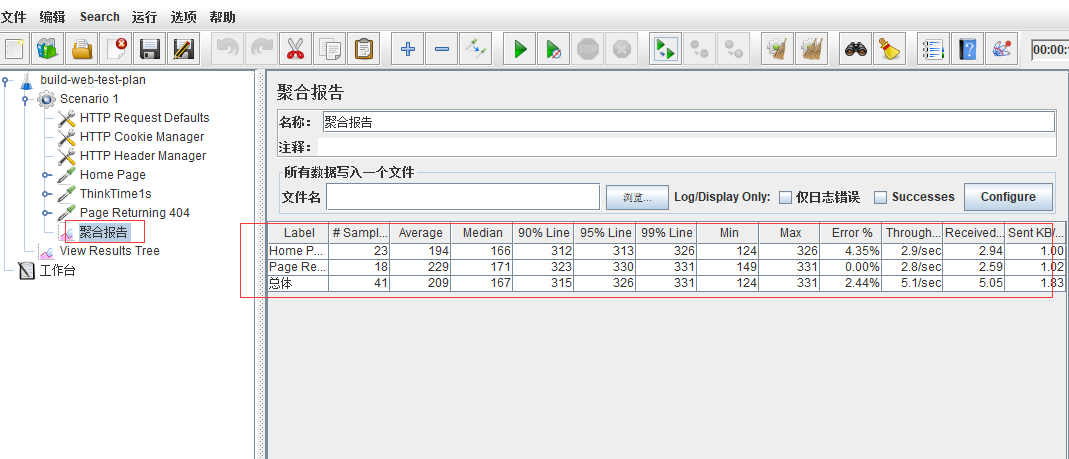 文件 编辑 Search 运行 选项 帮助
STOP
00:00:
build-web-test-plan
Scenario 1
HTTP Request Defaults
HTTP Cookie Manager
HTTP Header Manager
Home Page
ThinkTime1s
Page Returning 404
聚合报告
View Results Tree
工作台
聚合报告
名称： 聚合报告
注释：
所有数据写入一个文件
文件名 浏览... Log/Display Only: 仅日志错误 Successes Configure
Label # Sampl... Average Median 90% Line 95% Line 99% Line Min Max Error % Through... Received... Sent KB/...
Home P... 23 194 166 312 313 326 124 326 4.35% 2.9/sec 2.94 1.00
Page Re... 18 229 171 323 330 331 149 331 0.00% 2.8/sec 2.59 1.02
总体 41 209 167 315 326 331 124 331 2.44% 5.1/sec 5.05 1.83